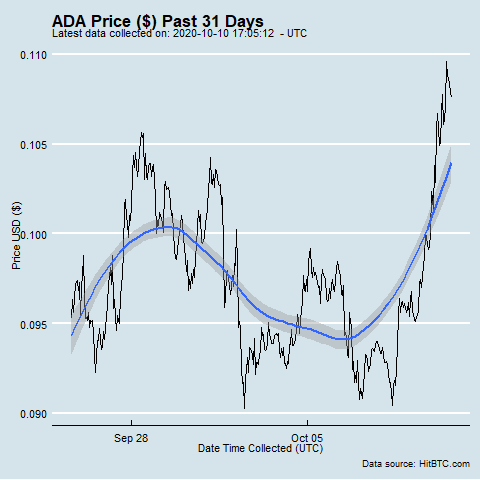 ADA Price ($) Past 31 Days
Latest data collected on: 2020-10-10 17:05:12 - UTC
0.110
0.105
0.100
0.095
0.090
Price USD ($)
Sep 28
Oct 05
Date Time Collected (UTC)
Data source: HitBTC.com